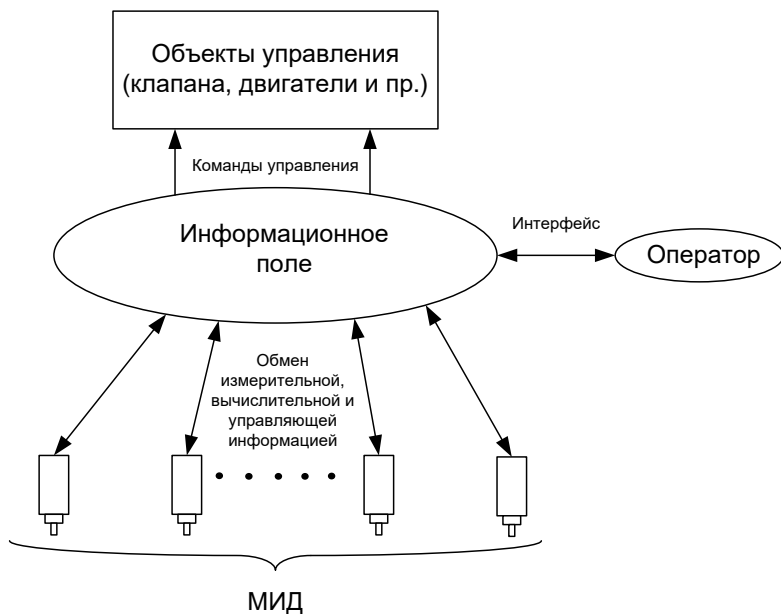 Объекты управления
(клапана, двигатели и пр.)
Команды управления
Информационное
поле
Интерфейс
Оператор
Обмен
измерительной,
вычислительной и
управляющей
информацией
МИД